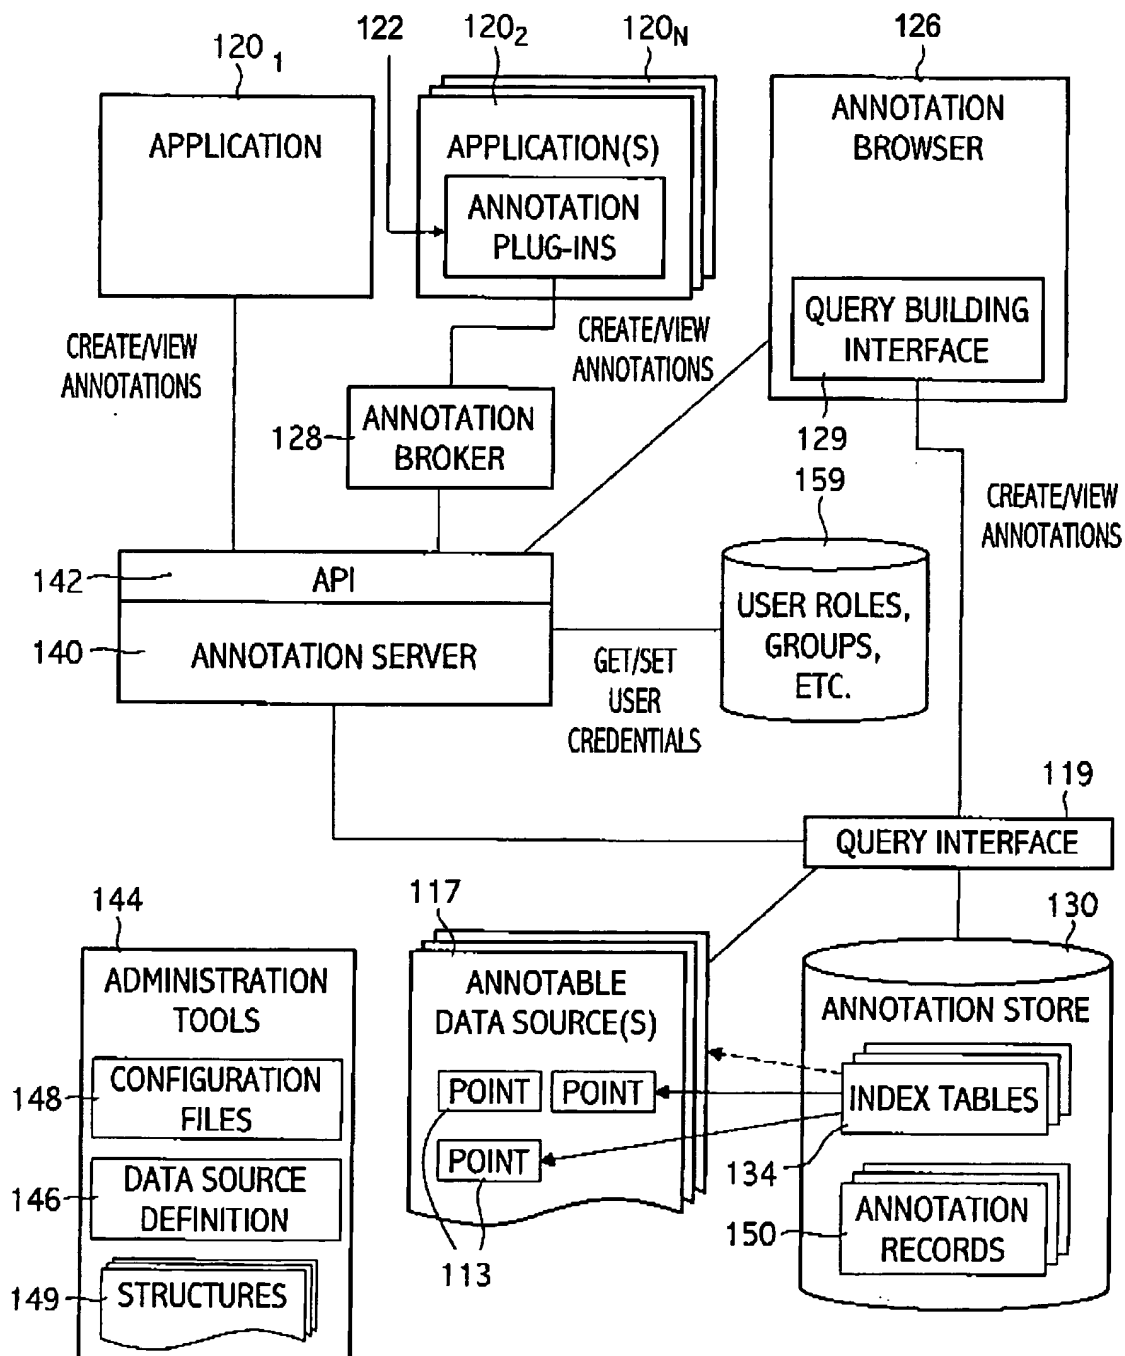 120 1
122
120 2
120 N
126
APPLICATION
APPLICATION(S)
ANNOTATION
PLUG-INS
ANNOTATION
BROWSER
QUERY BUILDING
INTERFACE
129
CREATE/VIEW
ANNOTATIONS
CREATE/VIEW
ANNOTATIONS
128
ANNOTATION
BROKER
159
CREATE/VIEW
ANNOTATIONS
142
API
140
ANNOTATION SERVER
USER ROLES,
GROUPS,
ETC.
GET/SET
USER
CREDENTIALS
119
QUERY INTERFACE
144
ADMINISTRATION
TOOLS
148
CONFIGURATION
FILES
146
DATA SOURCE
DEFINITION
149
STRUCTURES
117
ANNOTABLE
DATA SOURCE(S)
POINT
POINT
POINT
113
130
ANNOTATION STORE
INDEX TABLES
134
150
ANNOTATION
RECORDS